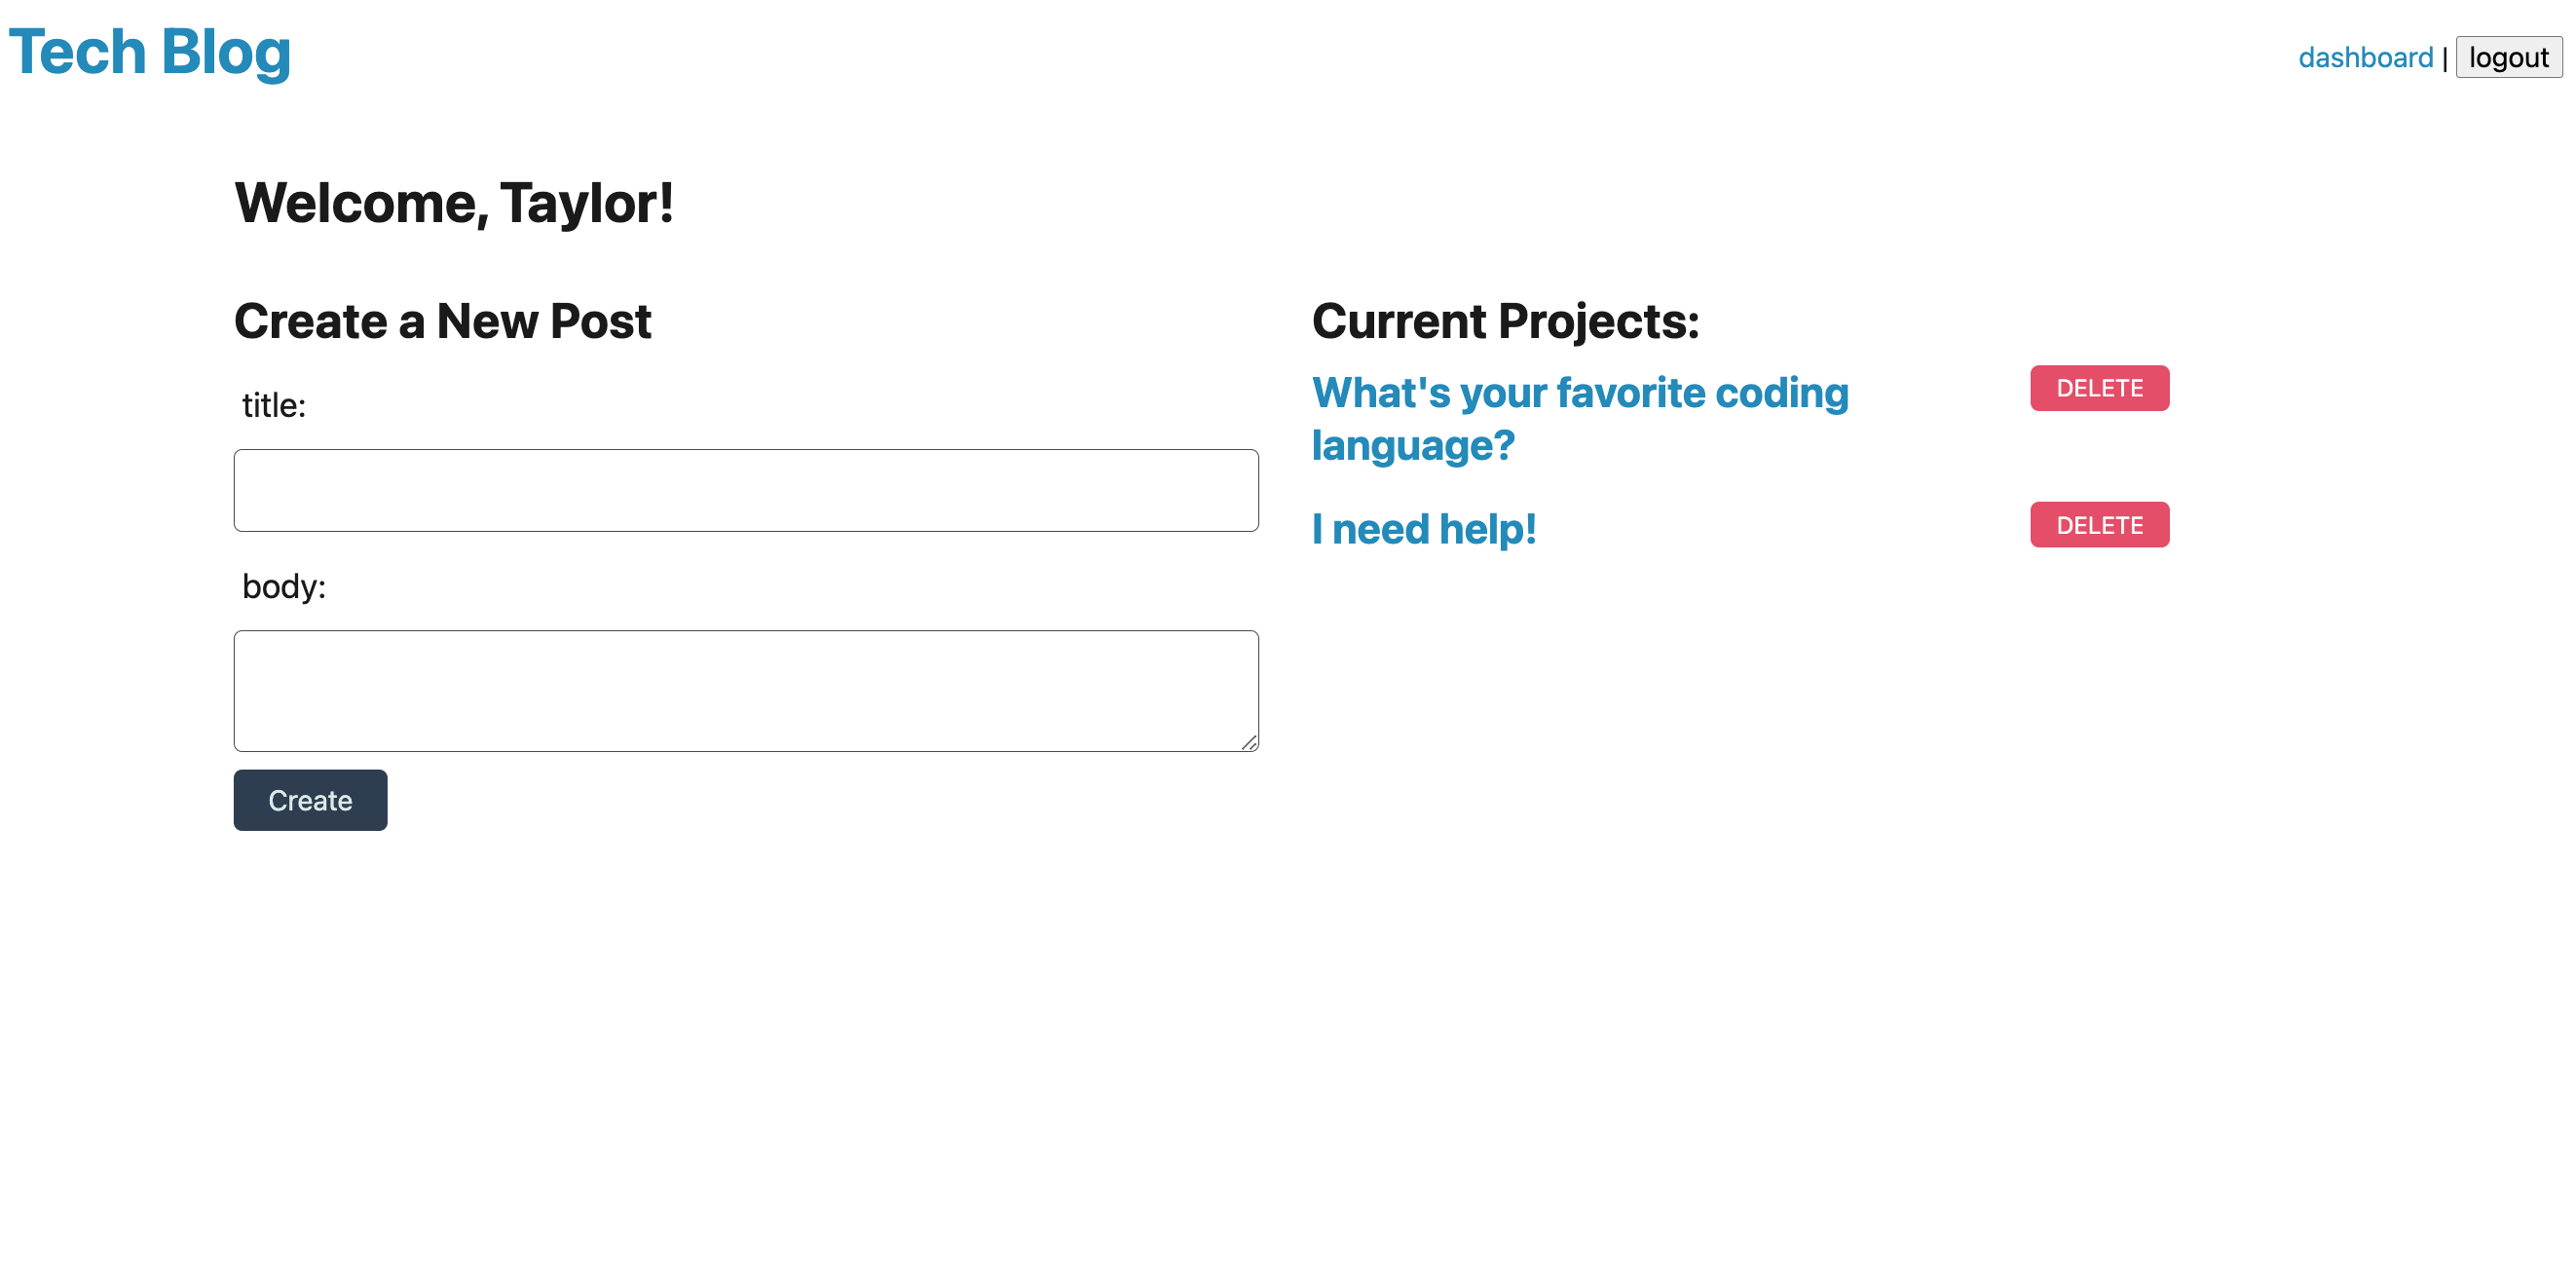 Tech Blog
dashboard | logout
Welcome, Taylor!
Create a New Post
title:
body:
Create
Current Projects:
What's your favorite coding
language?
DELETE
I need help!
DELETE